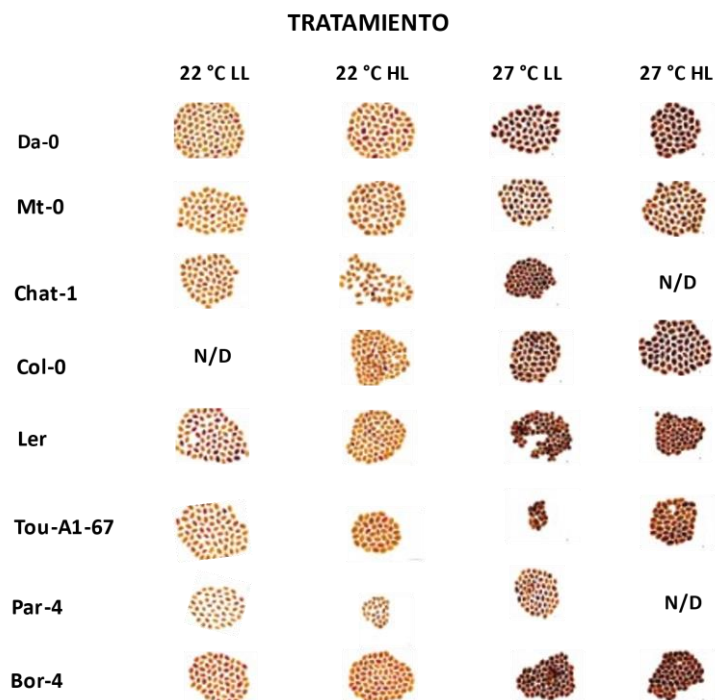 TRATAMIENTO
22 °C LL 22 °C HL 27 °C LL 27 °C HL
Da-0
Mt-0
Chat-1 N/D
Col-0 N/D
Ler
Tou-A1-67
Par-4 N/D
Bor-4